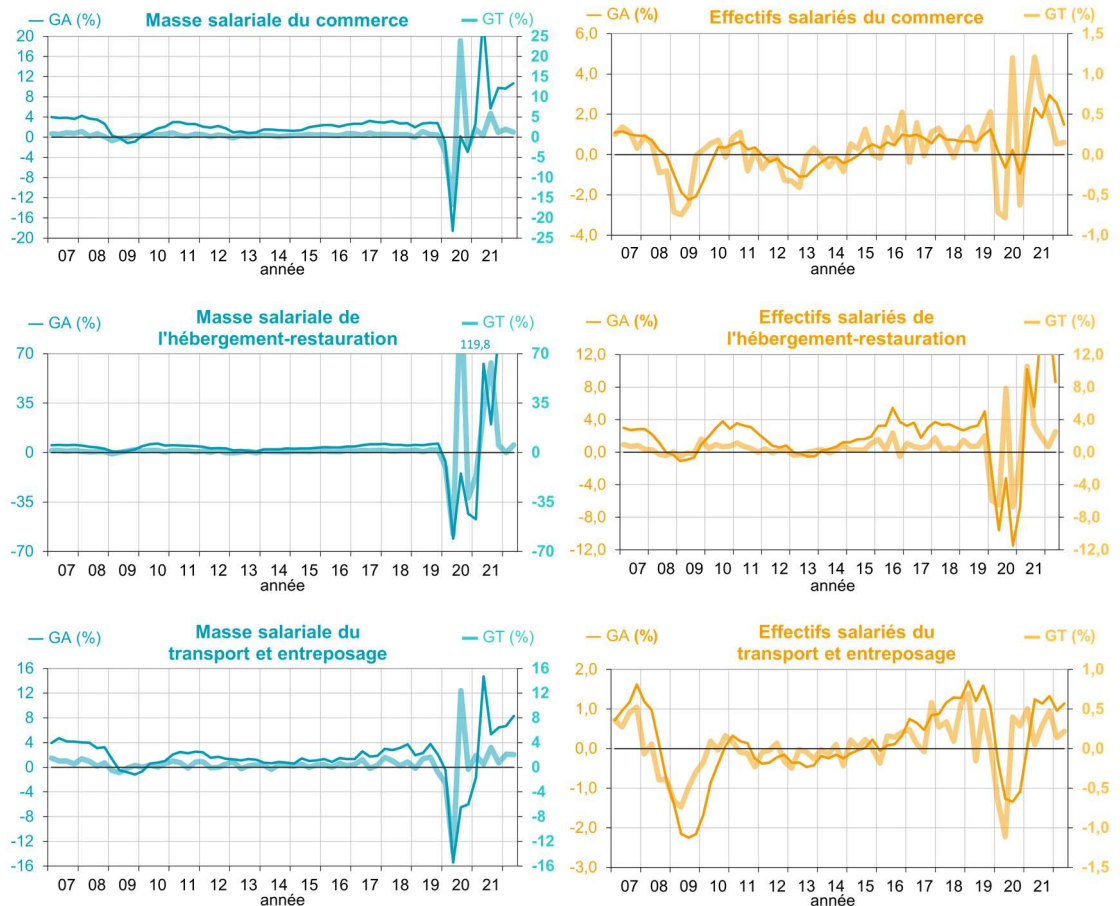 — GA (%) Masse salariale du commerce — GT (%)
20 25
16 20
12 15
8 10
4 5
0 0
-4 -5
-8 -10
-12 -15
-16 -20
-20 -25
07 08 09 10 11 12 13 14 15 16 17 18 19 20 21
année
— GA (%) Effectifs salariés du commerce — GT (%)
6,0 1,5
4,0 1,0
2,0 0,5
0,0 0,0
-2,0 -0,5
-4,0 -1,0
07 08 09 10 11 12 13 14 15 16 17 18 19 20 21
année
— GA (%) Masse salariale de — GT (%)
l'hébergement-restauration
119,8
70 70
35 35
0 0
-35 -35
-70 -70
07 08 09 10 11 12 13 14 15 16 17 18 19 20 21
année
— GA (%) Effectifs salariés de — GT (%)
l'hébergement-restauration
12,0 12,0
8,0 8,0
4,0 4,0
0,0 0,0
-4,0 -4,0
-8,0 -8,0
-12,0 -12,0
07 08 09 10 11 12 13 14 15 16 17 18 19 20 21
année
— GA (%) Masse salariale du — GT (%)
transport et entreposage
16 16
12 12
8 8
4 4
0 0
-4 -4
-8 -8
-12 -12
-16 -16
07 08 09 10 11 12 13 14 15 16 17 18 19 20 21
année
— GA (%) Effectifs salariés du — GT (%)
transport et entreposage
2,0 1,0
1,0 0,5
0,0 0,0
-1,0 -0,5
-2,0 -1,0
-3,0 -1,5
07 08 09 10 11 12 13 14 15 16 17 18 19 20 21
année